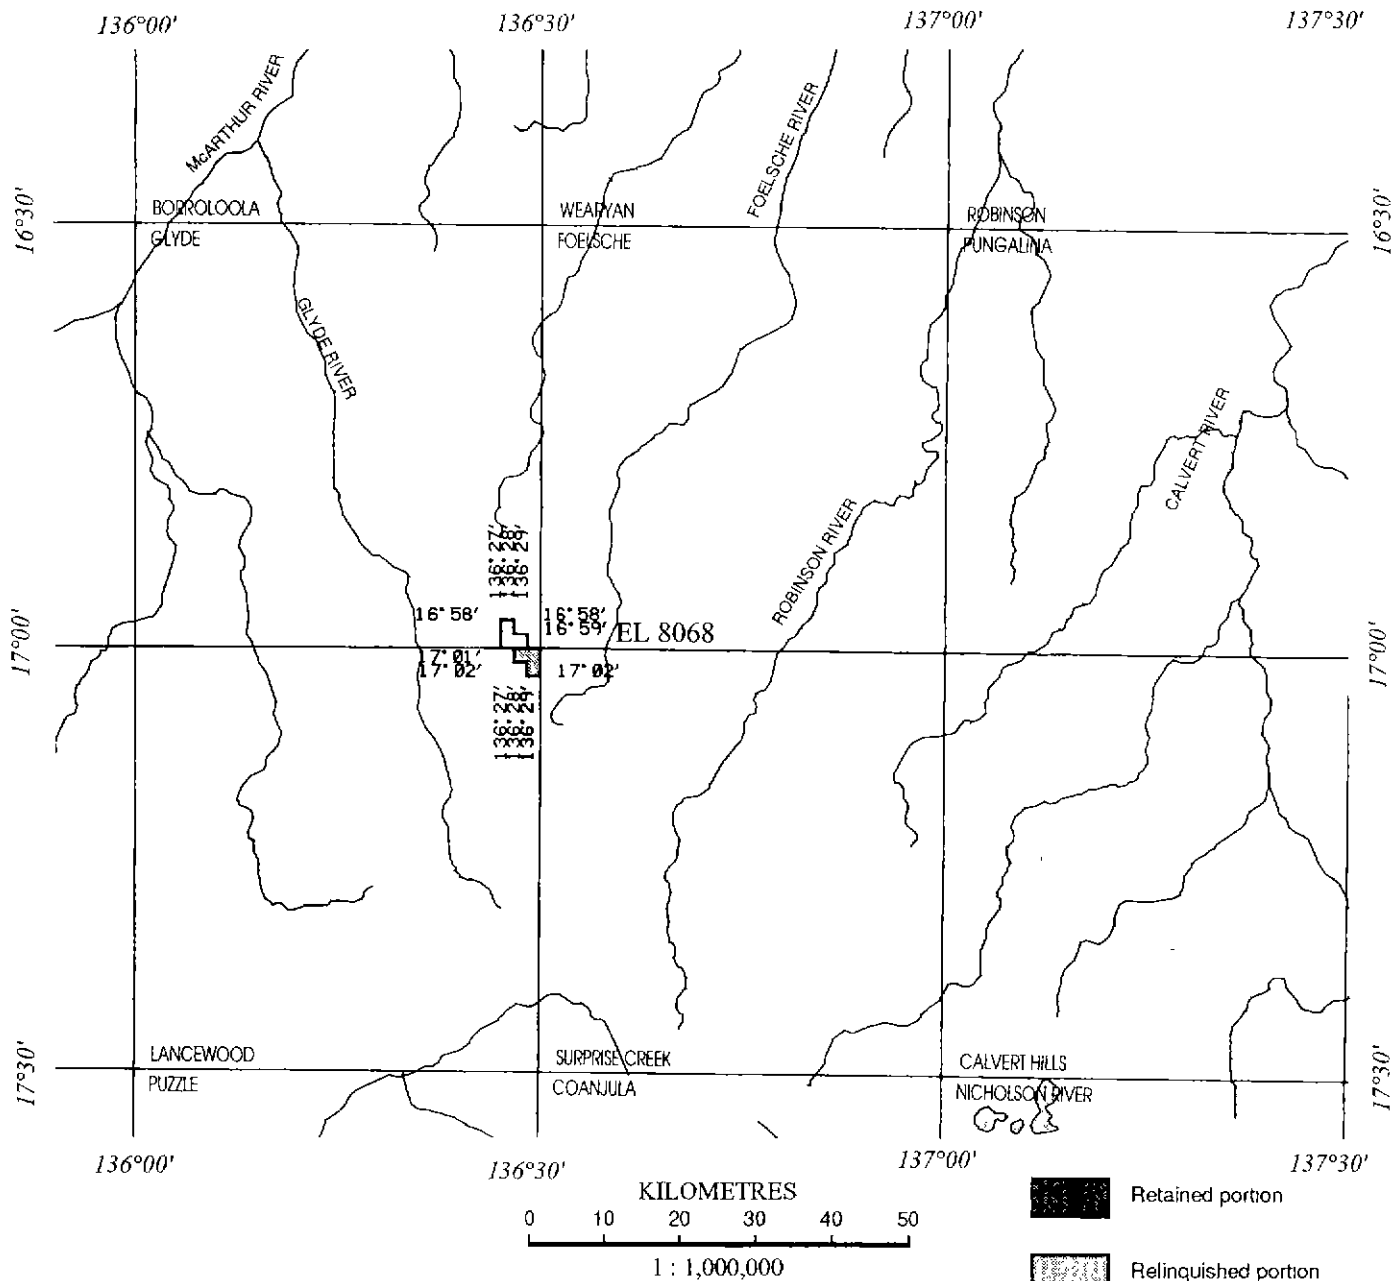 136°00'
136°30'
137°00'
137°30'
McARTHUR RIVER
FOELSCHE RIVER
16°30'
BORROLOOLA
WEARYAN
ROBINSON
16°30'
GLYDE
FOELSCHE
PUNGALINA
GLYDE RIVER
CALVERT RIVER
ROBINSON RIVER
136°27'
136°28'
136°29'
16°58'
16°58'
16°59'
EL 8068
17°00'
17°01'
17°02'
17°02'
17°00'
136°27'
136°28'
136°29'
LANCEWOOD
SURPRISE CREEK
CALVERT HILLS
17°30'
PUZZLE
COANJULA
NICHOLSON RIVER
17°30'
136°00'
136°30'
137°00'
137°30'
KILOMETRES
0 10 20 30 40 50
1 : 1,000,000
Retained portion
Relinquished portion